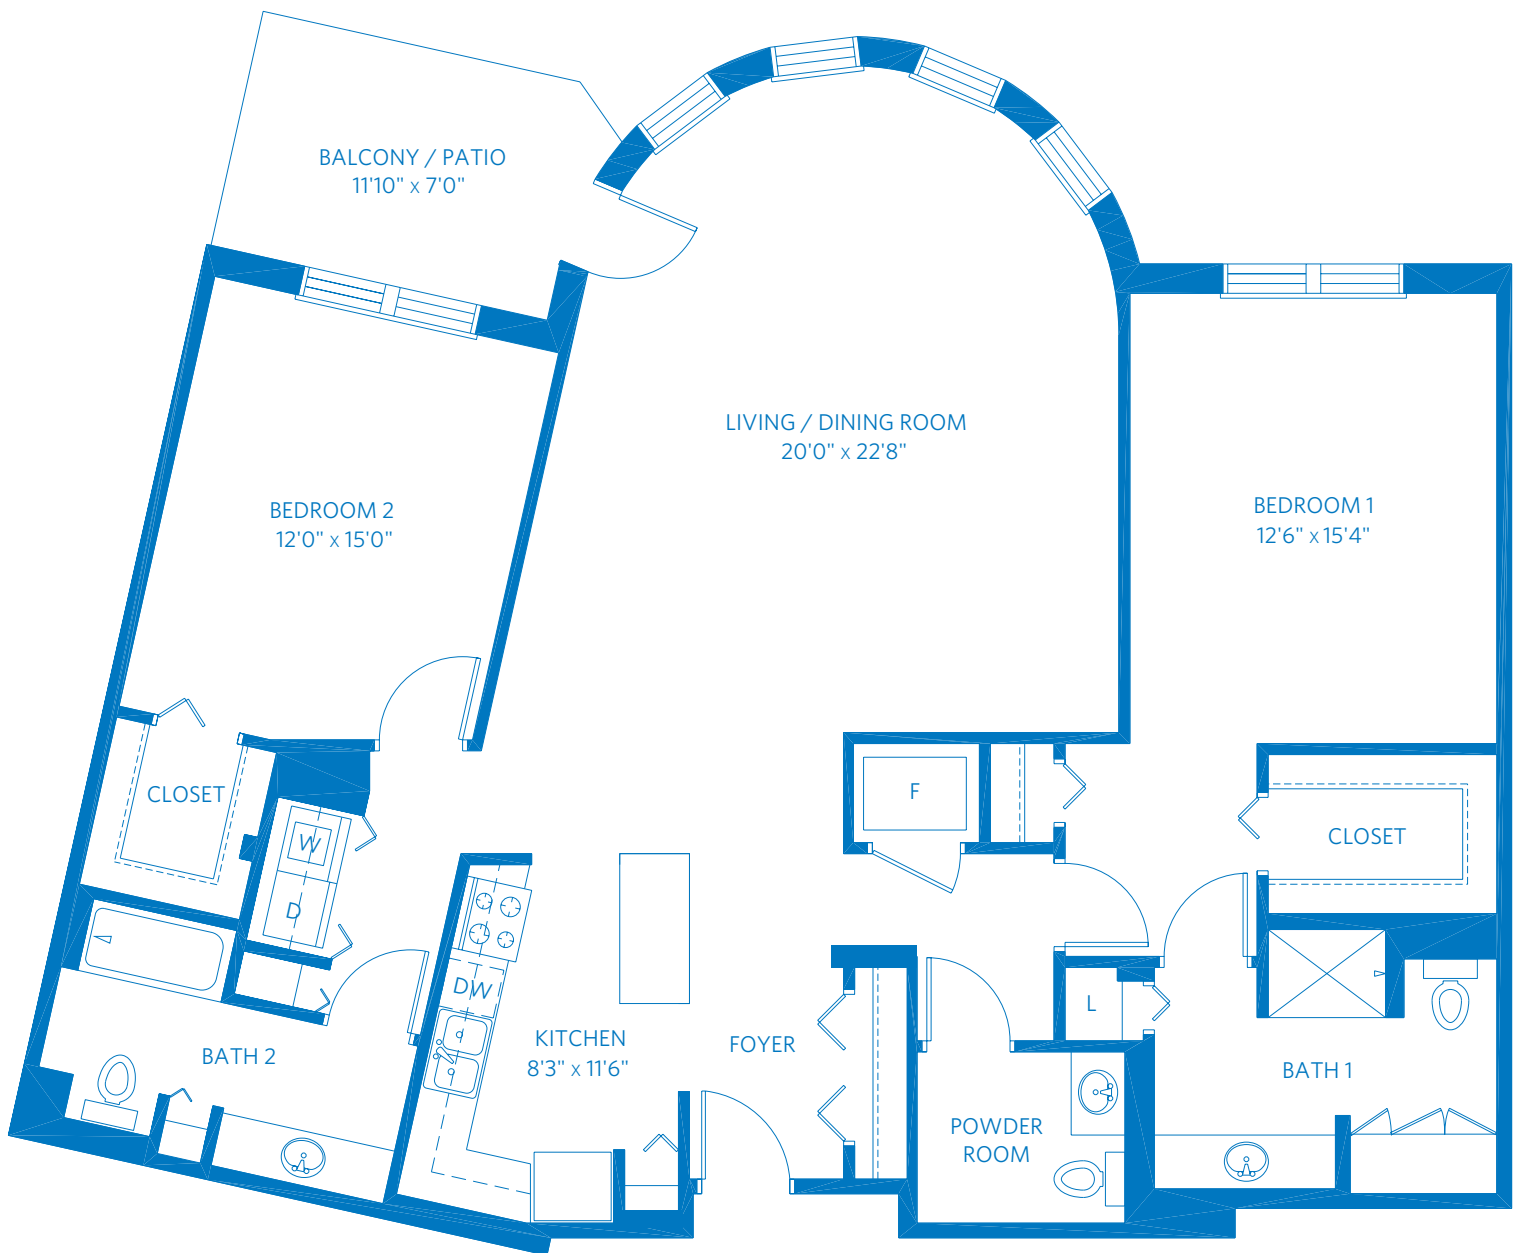 BALCONY / PATIO
11'10" x 7'0"
LIVING / DINING ROOM
20'0" x 22'8"
BEDROOM 2
12'0" x 15'0"
BEDROOM 1
12'6" x 15'4"
CLOSET
F
CLOSET
W
D
DW
L
KITCHEN
8'3" x 11'6"
FOYER
BATH 2
BATH 1
POWDER
ROOM